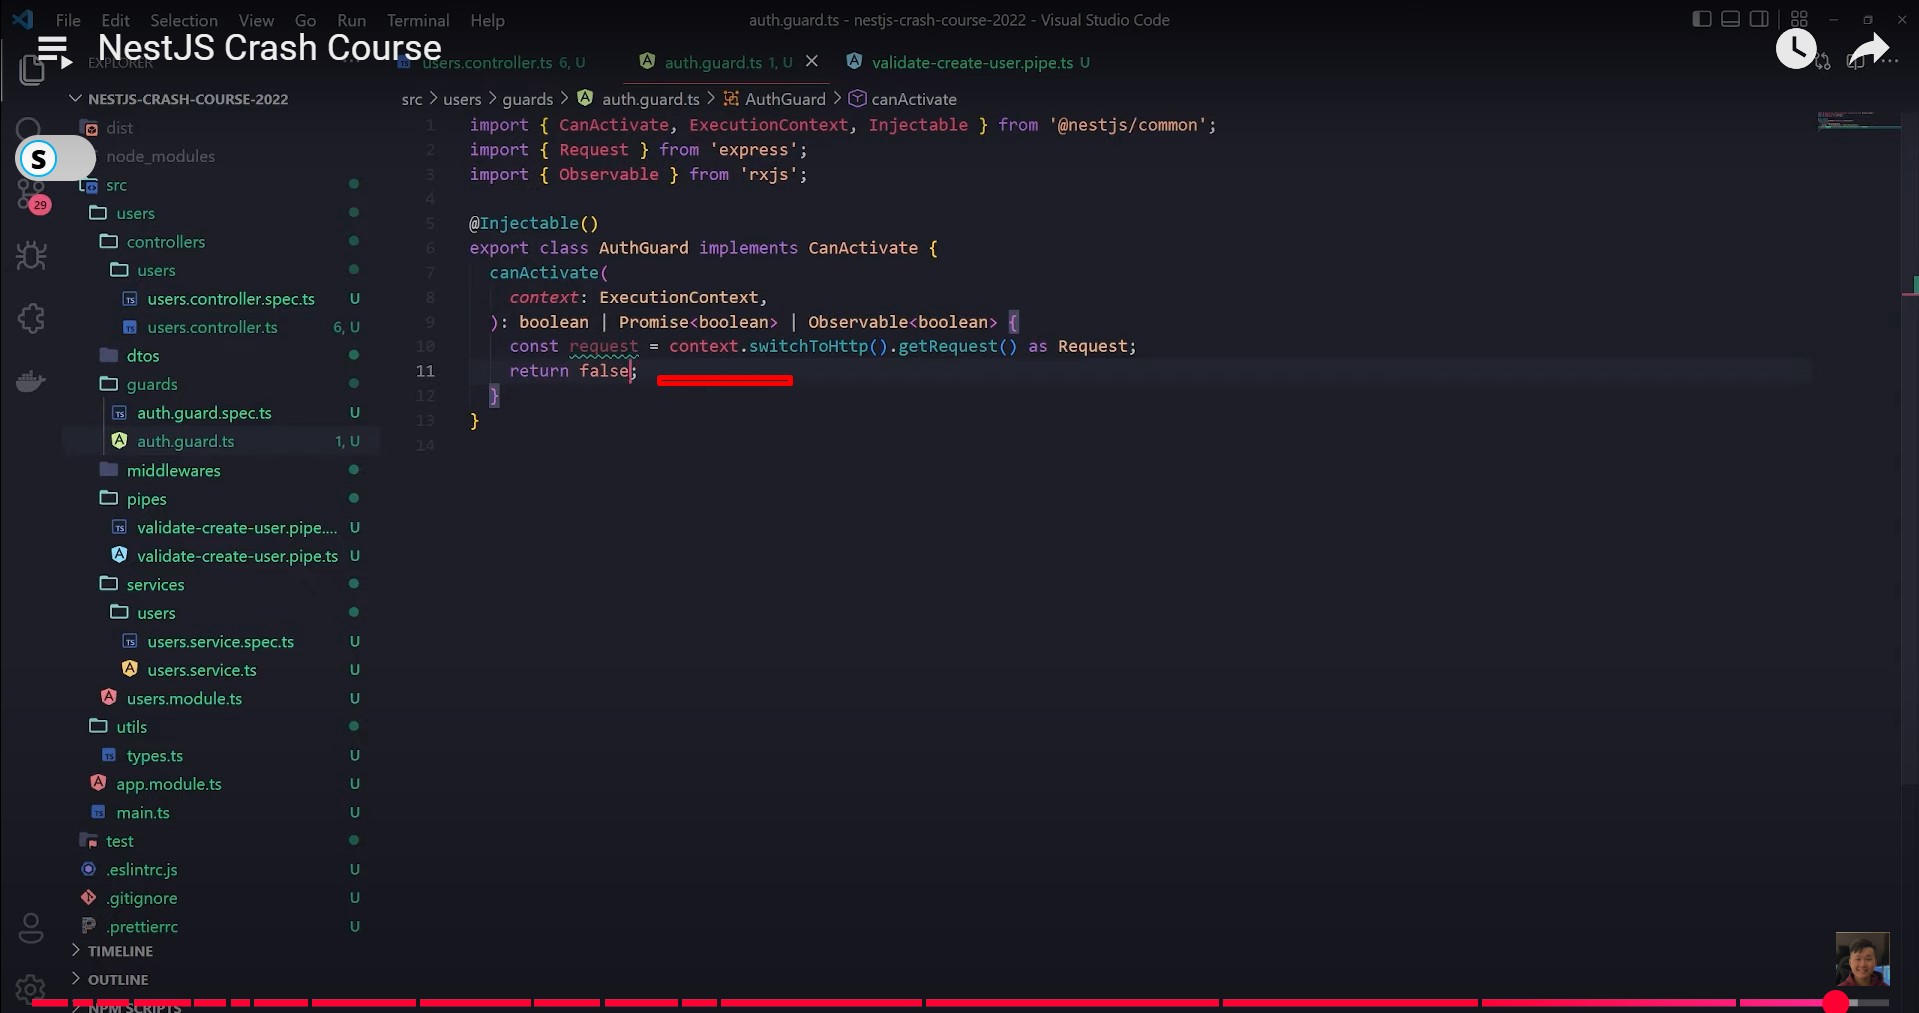 File Edit Selection View Go Run Terminal Help
auth.guard.ts - nestjs-crash-course-2022 - Visual Studio Code
NestJS Crash Course
EXPLORER
users.controller.ts 6, U
auth.guard.ts 1, U
validate-create-user.pipe.ts U
NESTJS-CRASH-COURSE-2022
src > users > guards > auth.guard.ts > AuthGuard > canActivate
dist
S
node_modules
src
29
users
controllers
users
users.controller.spec.ts U
users.controller.ts 6, U
dtos
guards
auth.guard.spec.ts U
auth.guard.ts 1, U
middlewares
pipes
validate-create-user.pipe.... U
validate-create-user.pipe.ts U
services
users
users.service.spec.ts U
users.service.ts U
users.module.ts U
utils
types.ts U
app.module.ts U
main.ts U
test
.eslintrc.js U
.gitignore U
.prettierrc U
TIMELINE
OUTLINE
NPM SCRIPTS
1 import { CanActivate, ExecutionContext, Injectable } from '@nestjs/common';
2 import { Request } from 'express';
3 import { Observable } from 'rxjs';
4
5 @Injectable()
6 export class AuthGuard implements CanActivate {
7 canActivate(
8 context: ExecutionContext,
9 ): boolean | Promise<boolean> | Observable<boolean> {
10 const request = context.switchToHttp().getRequest() as Request;
11 return false;
12 }
13 }
14